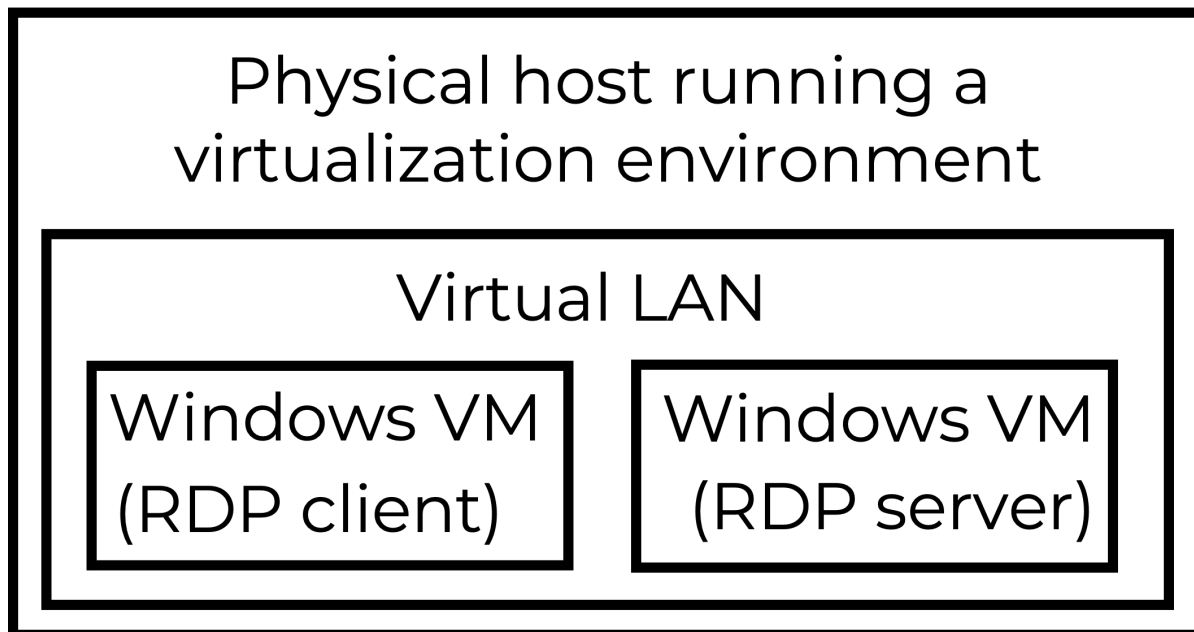 Physical host running a
virtualization environment
Virtual LAN
Windows VM
(RDP client)
Windows VM
(RDP server)